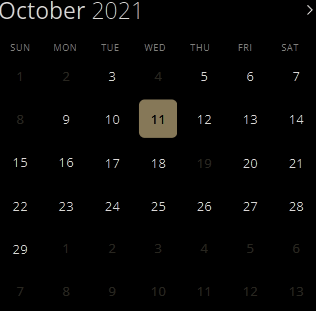 October 2021 >
SUN MON TUE WED THU FRI SAT
1 2 3 4 5 6 7
8 9 10 11 12 13 14
15 16 17 18 19 20 21
22 23 24 25 26 27 28
29 1 2 3 4 5 6
7 8 9 10 11 12 13